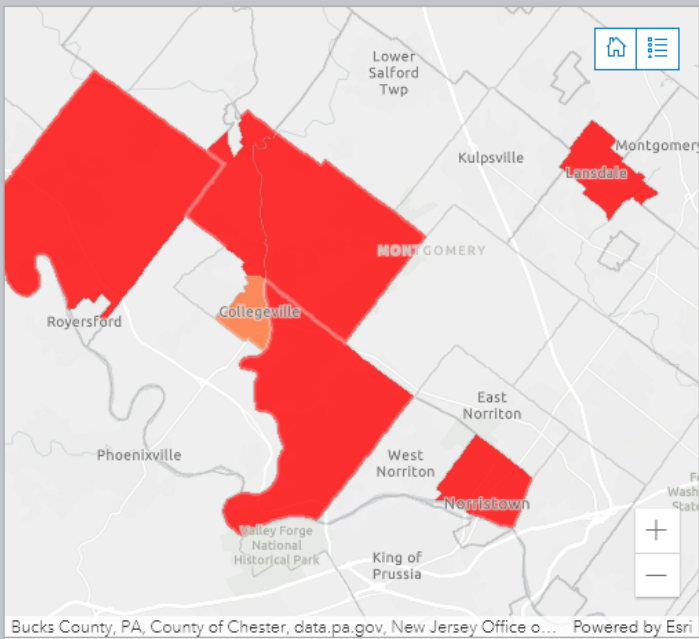 Lower
Salford
Twp
Kulpsville
Montgomery
Lansdale
MONTGOMERY
Collegeville
Royersford
East
Norriton
Phoenixville
West
Norriton
Norristown
Valley Forge
National
Historical Park
King of
Prussia
+
−
Bucks County, PA, County of Chester, data.pa.gov, New Jersey Office o...
Powered by Esri